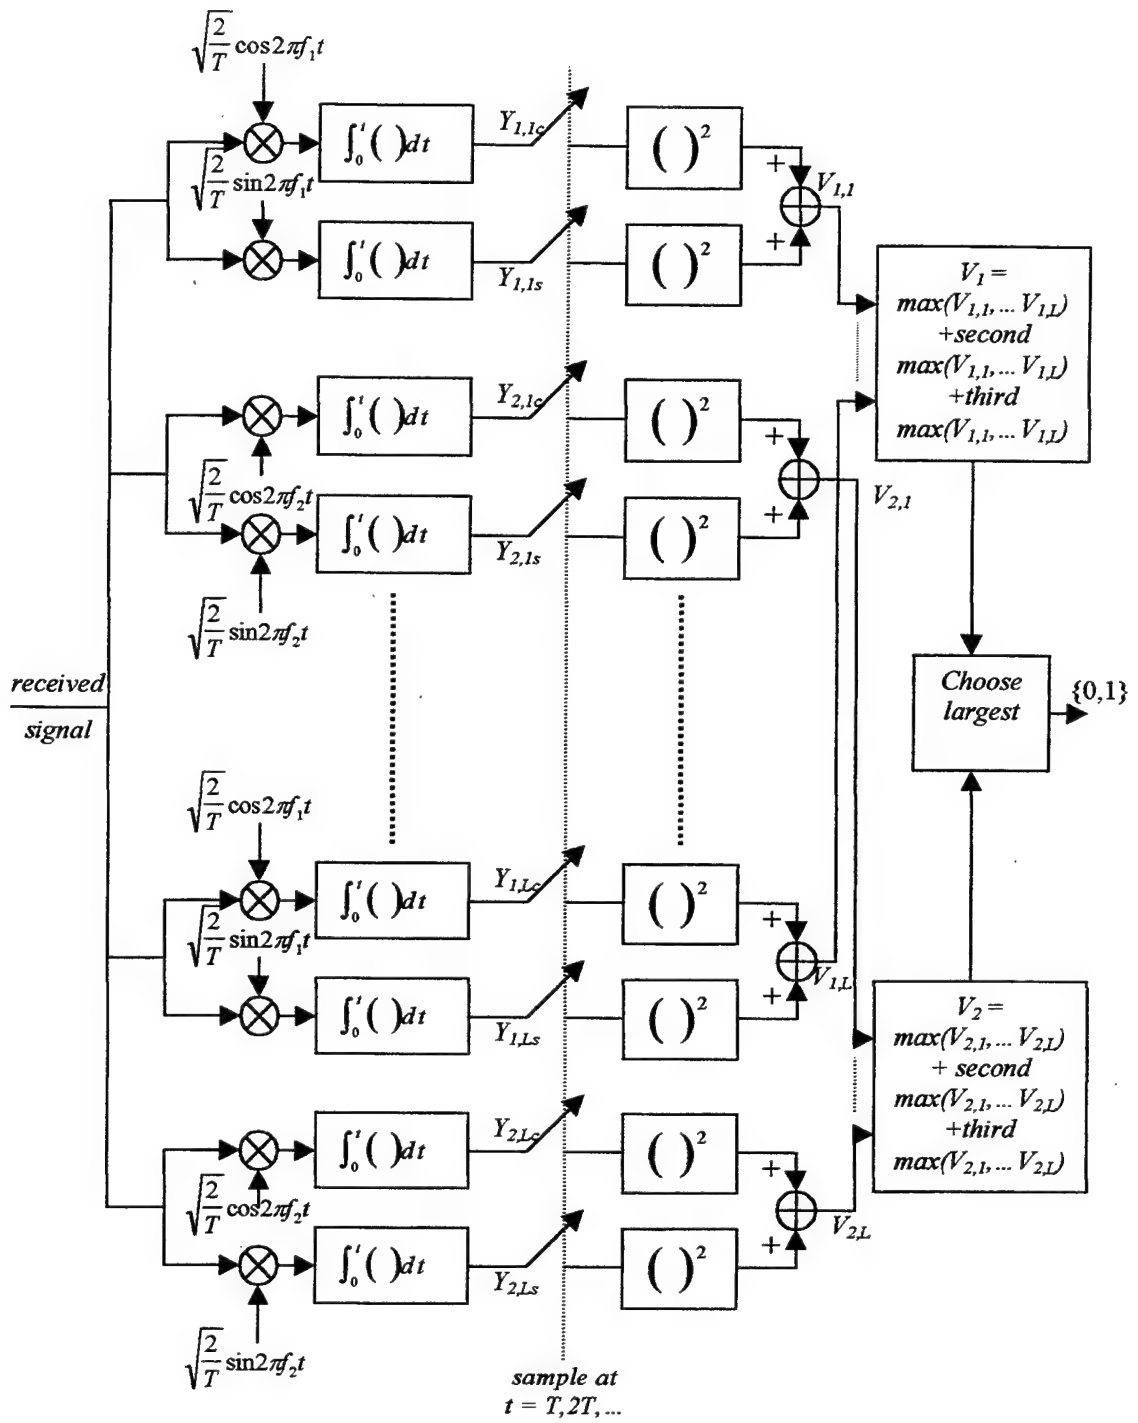 √(2/T) cos2πf₁t
∫₀ᵗ( )dt
Y₁,₁c
( )²
+
V₁,₁
√(2/T) sin2πf₁t
∫₀ᵗ( )dt
Y₁,₁s
( )²
+
V₁ =
max(V₁,₁,... V₁,L)
+second
max(V₁,₁,... V₁,L)
+third
max(V₁,₁,... V₁,L)
∫₀ᵗ( )dt
Y₂,₁c
( )²
+
√(2/T) cos2πf₂t
V₂,₁
∫₀ᵗ( )dt
Y₂,₁s
( )²
+
√(2/T) sin2πf₂t
received
signal
Choose
largest
{0,1}
√(2/T) cos2πf₁t
∫₀ᵗ( )dt
Y₁,Lc
( )²
+
√(2/T) sin2πf₁t
V₁,L
∫₀ᵗ( )dt
Y₁,Ls
( )²
+
V₂ =
max(V₂,₁,... V₂,L)
+ second
max(V₂,₁,... V₂,L)
+third
max(V₂,₁,... V₂,L)
∫₀ᵗ( )dt
Y₂,Lc
( )²
+
√(2/T) cos2πf₂t
V₂,L
∫₀ᵗ( )dt
Y₂,Ls
( )²
+
√(2/T) sin2πf₂t
sample at
t = T,2T,...